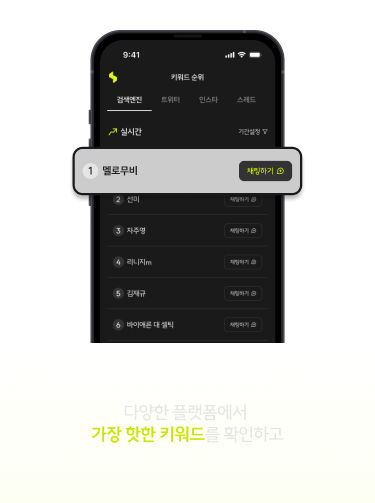 9:41
키워드 순위
검색엔진 트위터 인스타 스레드
실시간 기간설정
1 멜로무비 채팅하기
2 선미 채팅하기
3 차주영 채팅하기
4 리니지m 채팅하기
5 김재규 채팅하기
6 바이에른 대 셀틱 채팅하기
다양한 플랫폼에서
가장 핫한 키워드를 확인하고